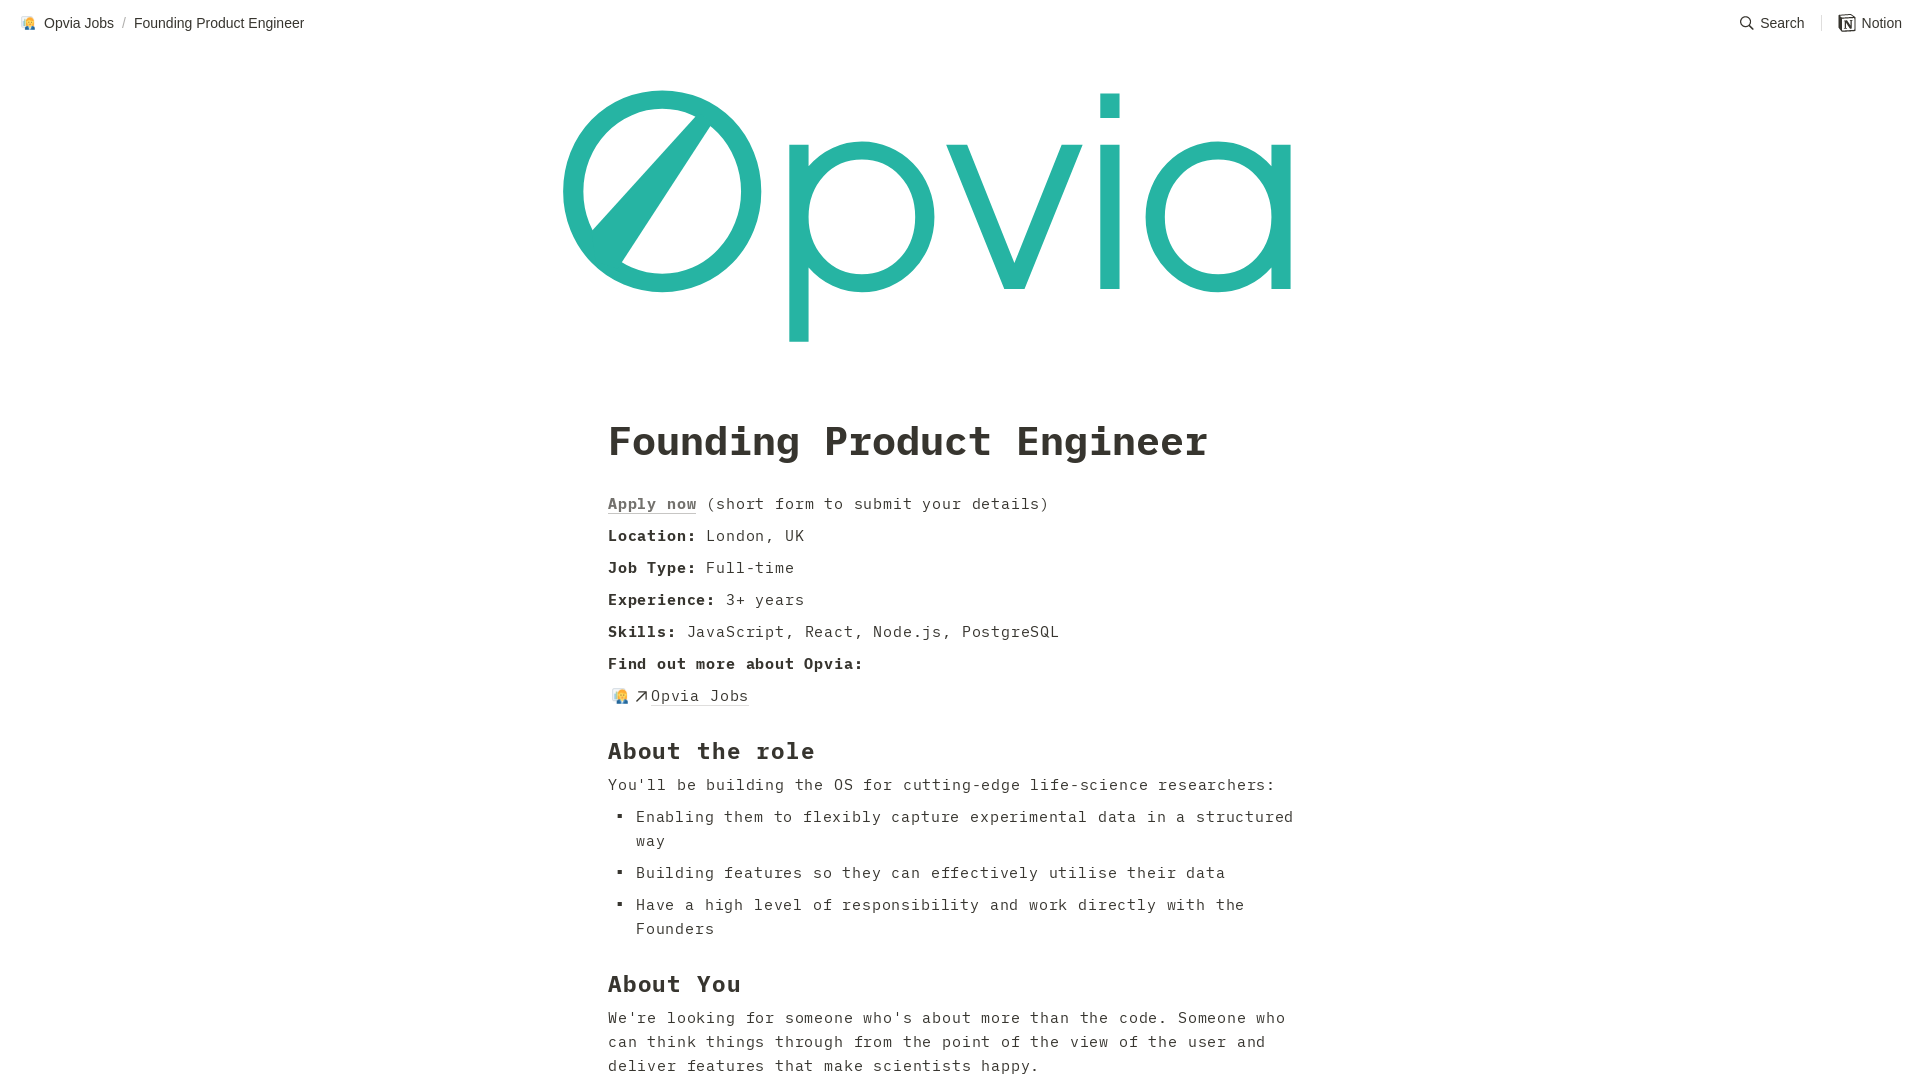 Opvia Jobs / Founding Product Engineer
Search
Notion
Opvia
Founding Product Engineer
Apply now (short form to submit your details)
Location: London, UK
Job Type: Full-time
Experience: 3+ years
Skills: JavaScript, React, Node.js, PostgreSQL
Find out more about Opvia:
Opvia Jobs
About the role
You'll be building the OS for cutting-edge life-science researchers:
▪ Enabling them to flexibly capture experimental data in a structured
way
▪ Building features so they can effectively utilise their data
▪ Have a high level of responsibility and work directly with the
Founders
About You
We're looking for someone who's about more than the code. Someone who
can think things through from the point of the view of the user and
deliver features that make scientists happy.